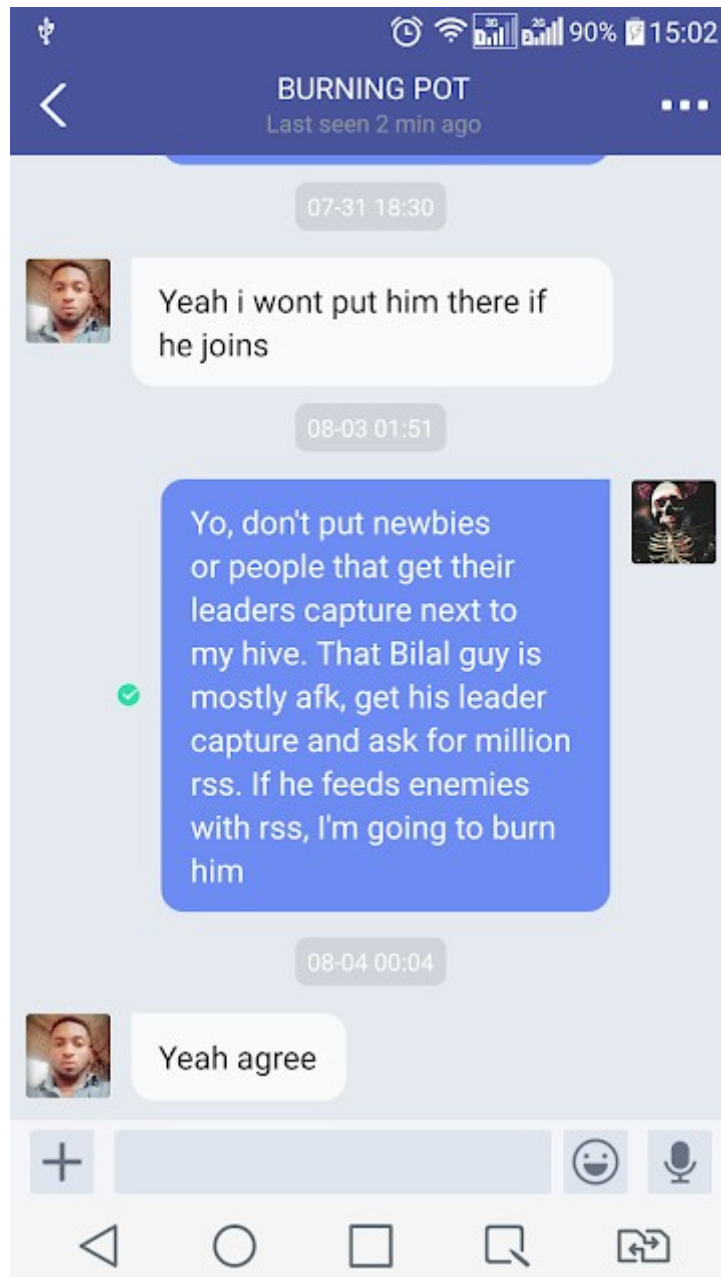 90% 15:02
BURNING POT
Last seen 2 min ago
07-31 18:30
Yeah i wont put him there if
he joins
08-03 01:51
Yo, don't put newbies
or people that get their
leaders capture next to
my hive. That Bilal guy is
mostly afk, get his leader
capture and ask for million
rss. If he feeds enemies
with rss, I'm going to burn
him
08-04 00:04
Yeah agree